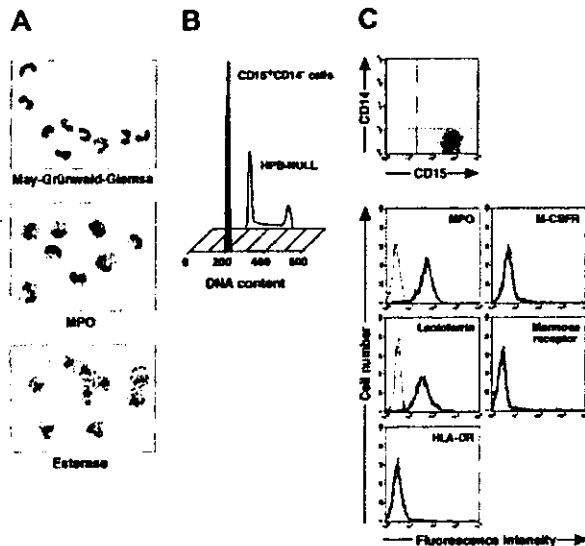 A
May-Grünwald-Giemsa
MPO
Esterase
B
CD15+CD14- cells
HPB-NULL
0 200 400 600
DNA content
C
CD14
CD15
Cell number
MPO
M-CSFR
Lactoferrin
Mannose
receptor
HLA-DR
Fluorescence Intensity